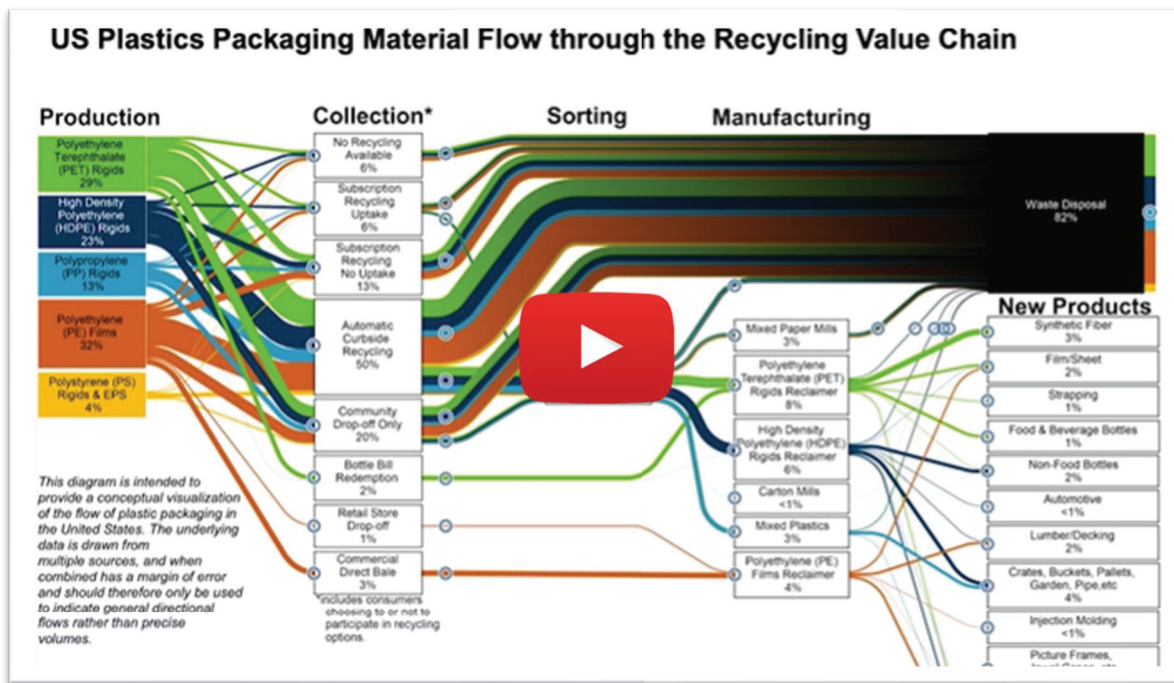 US Plastics Packaging Material Flow through the Recycling Value Chain
Production
Collection*
Sorting
Manufacturing
Polyethylene
Terephthalate
(PET) Rigids
29%
High Density
Polyethylene
(HDPE) Rigids
23%
Polypropylene
(PP) Rigids
13%
Polyethylene
(PE) Films
32%
Polystyrene (PS)
Rigids & EPS
4%
No Recycling
Available
6%
Subscription
Recycling
Uptake
6%
Subscription
Recycling
No Uptake
13%
Automatic
Curbside
Recycling
50%
Community
Drop-off Only
20%
Bottle Bill
Redemption
2%
Retail Store
Drop-off
1%
Commercial
Direct Bale
3%
*includes consumers
choosing to or not to
participate in recycling
options.
Mixed Paper Mills
3%
Polyethylene
Terephthalate (PET)
Rigids Reclaimer
8%
High Density
Polyethylene (HDPE)
Rigids Reclaimer
6%
Carton Mills
<1%
Mixed Plastics
3%
Polyethylene (PE)
Films Reclaimer
4%
Waste Disposal
82%
New Products
Synthetic Fiber
3%
Film/Sheet
2%
Strapping
1%
Food & Beverage Bottles
1%
Non-Food Bottles
2%
Automotive
<1%
Lumber/Decking
2%
Crates, Buckets, Pallets,
Garden, Pipe,etc
4%
Injection Molding
<1%
Picture Frames,
This diagram is intended to
provide a conceptual visualization
of the flow of plastic packaging in
the United States. The underlying
data is drawn from
multiple sources, and when
combined has a margin of error
and should therefore only be used
to indicate general directional
flows rather than precise
volumes.